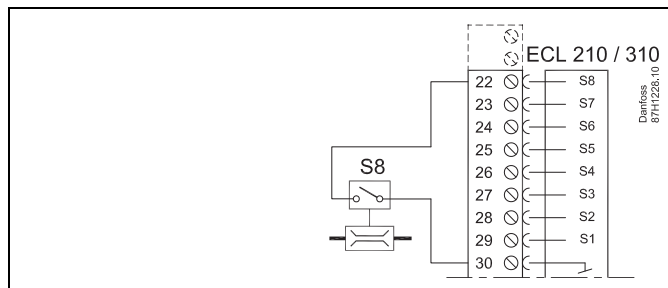 ECL 210 / 310
22 S8
23 S7
24 S6
25 S5
26 S4
27 S3
28 S2
29 S1
30
S8
Danfoss
87H1228.10